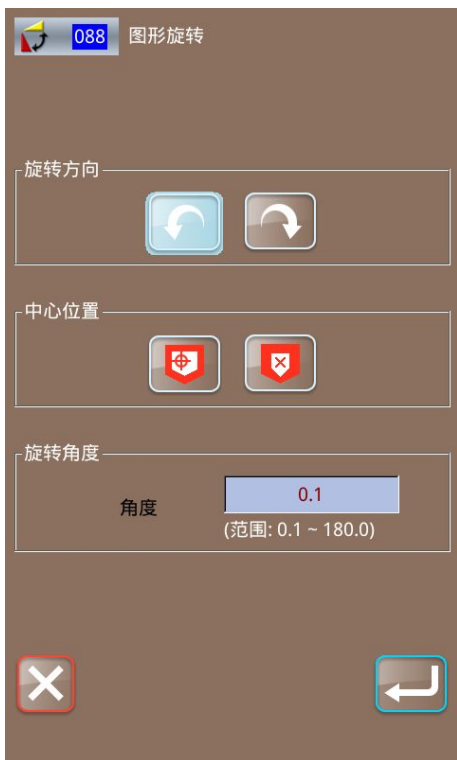 088 图形旋转
旋转方向
中心位置
旋转角度
角度 0.1
(范围: 0.1 ~ 180.0)